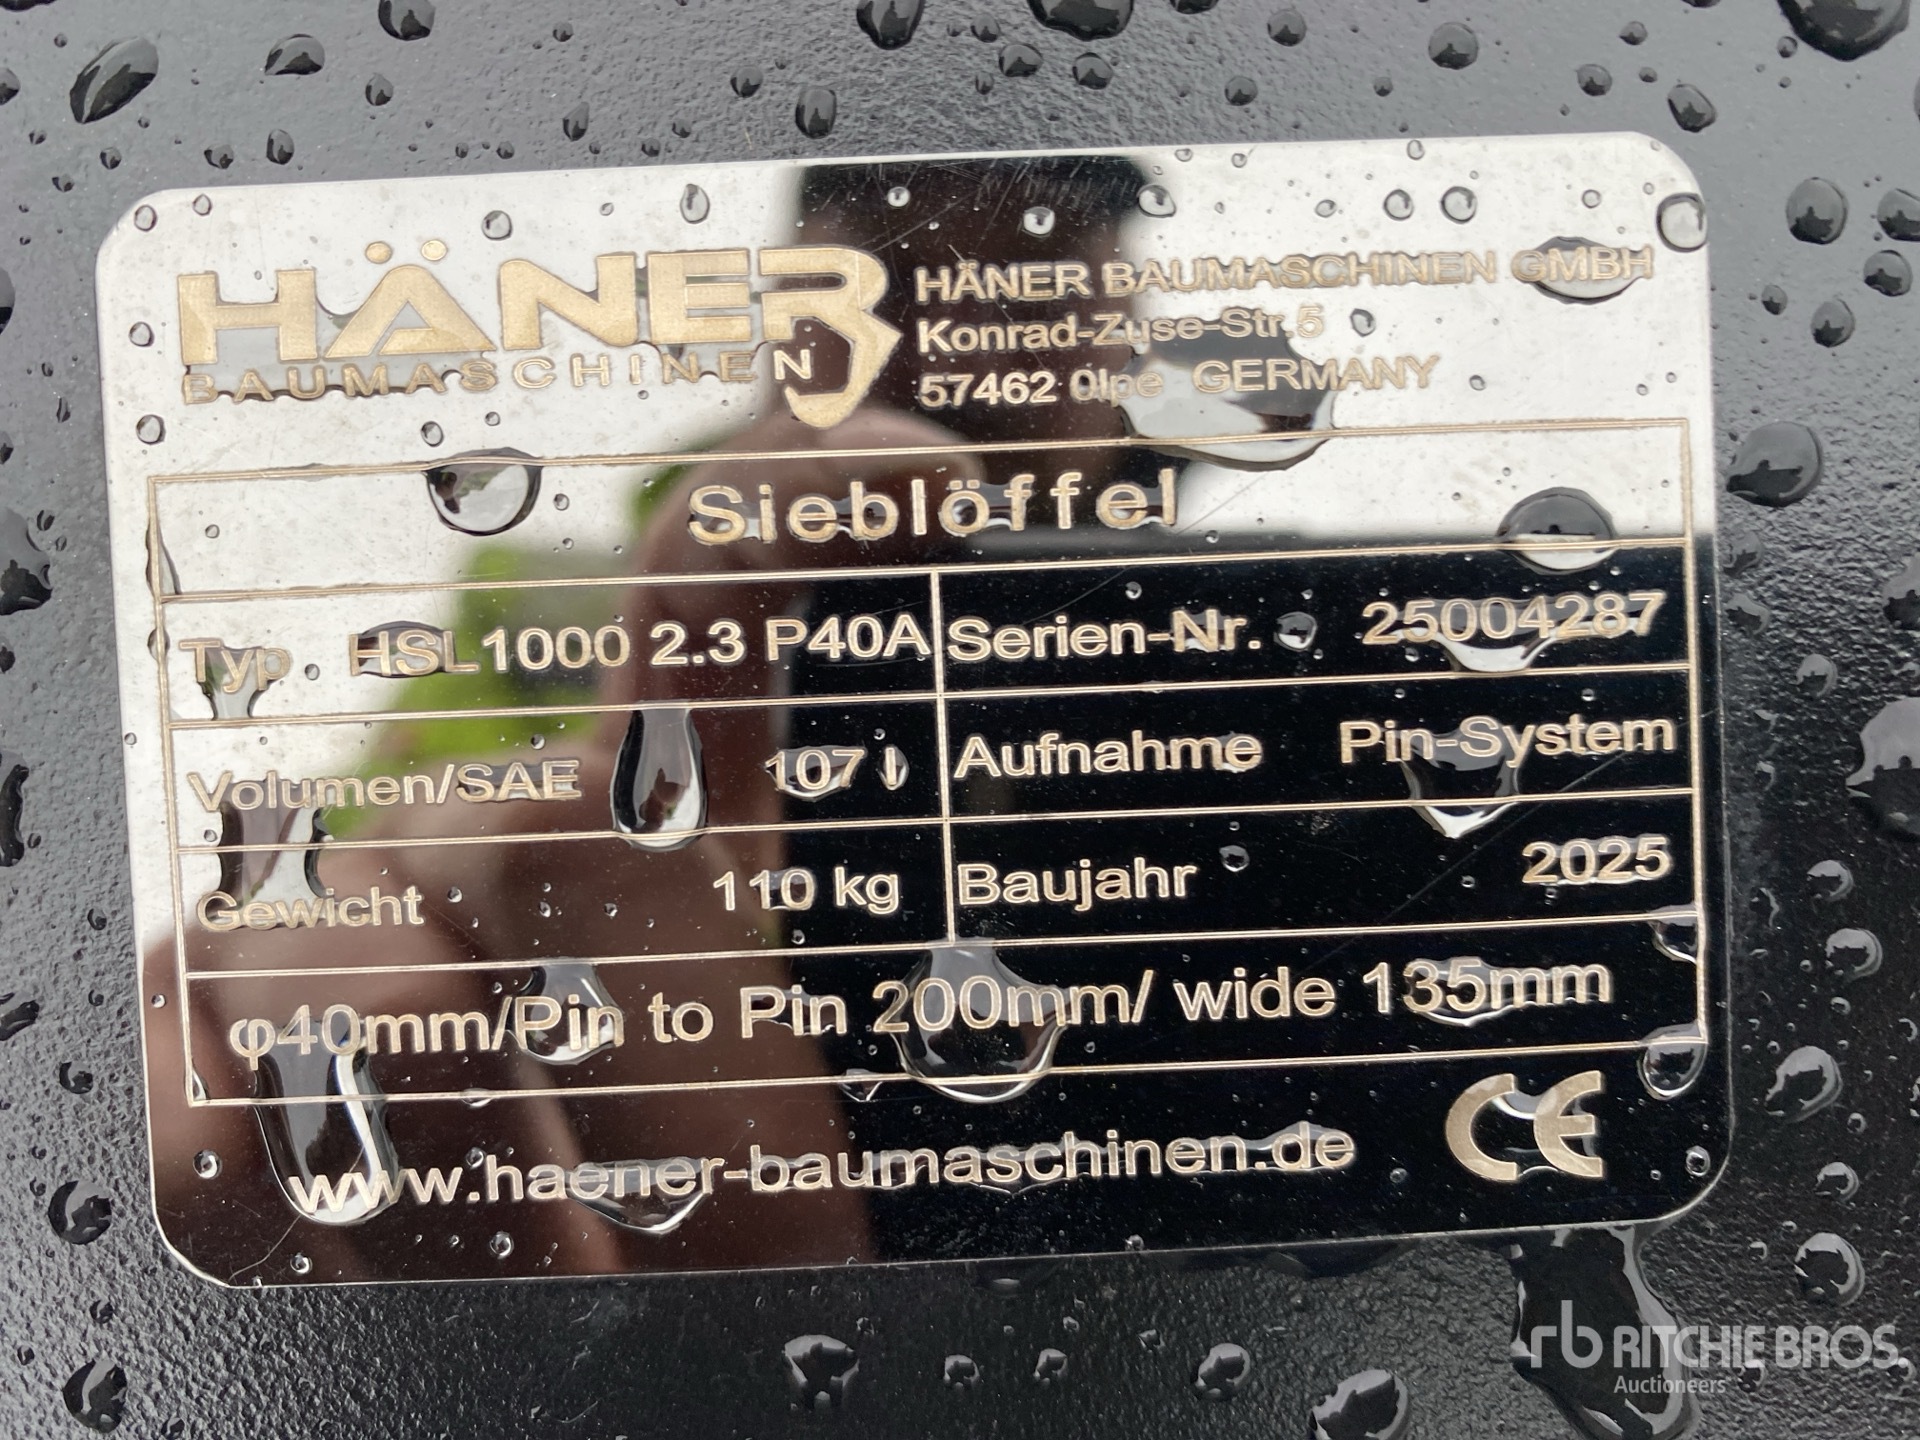 HÄNER
BAUMASCHINEN
HÄNER BAUMASCHINEN GMBH
Konrad-Zuse-Str.5
57462 Olpe GERMANY
Sieblöffel
Typ HSL1000 2.3 P40A Serien-Nr. 25004287
Volumen/SAE 107 l Aufnahme Pin-System
Gewicht 110 kg Baujahr 2025
φ40mm/Pin to Pin 200mm/ wide 135mm
www.haener-baumaschinen.de CE
rb RITCHIE BROS.
Auctioneers